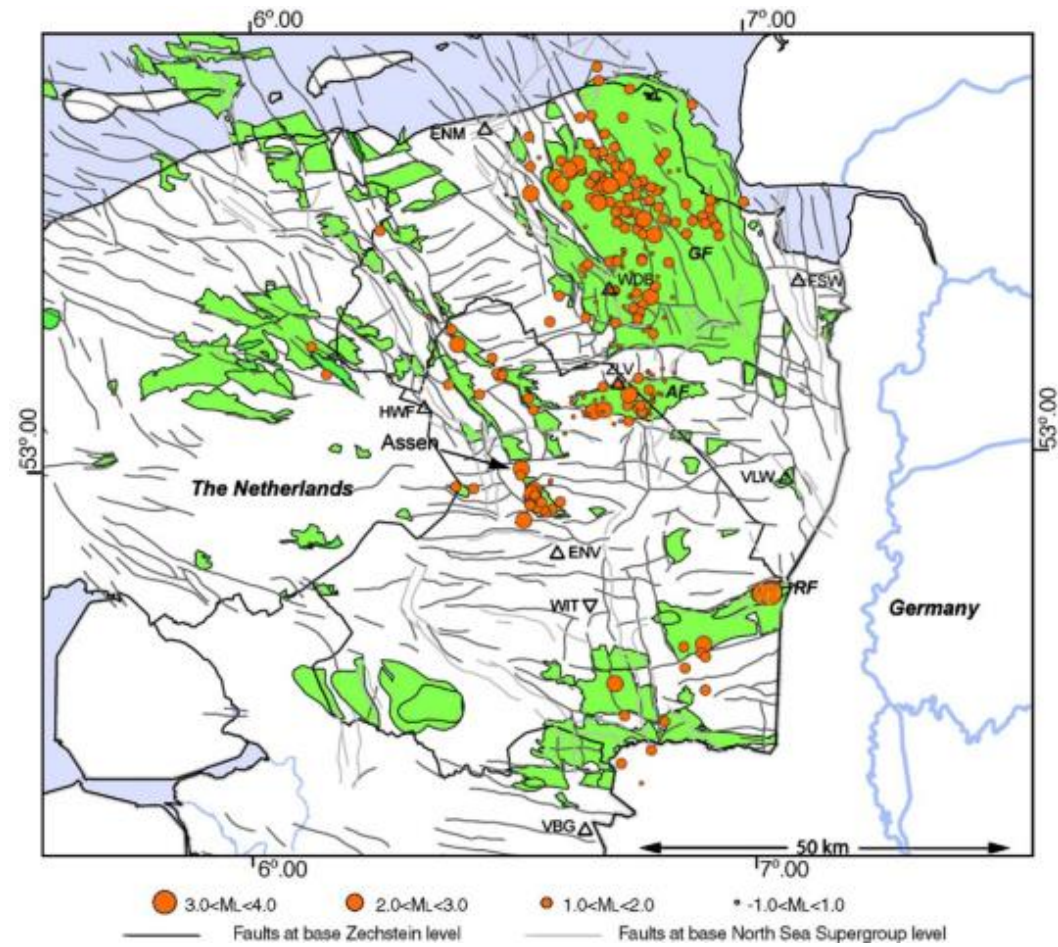 6°.00 7°.00
ENM
GF
WDB
ESW
ZLV
AF
HWF
Assen
53°.00 53°.00
The Netherlands
VLW
ENV
RF
WIT
Germany
VBG
50 km
6°.00 7°.00
3.0<ML<4.0 2.0<ML<3.0 1.0<ML<2.0 -1.0<ML<1.0
Faults at base Zechstein level Faults at base North Sea Supergroup level